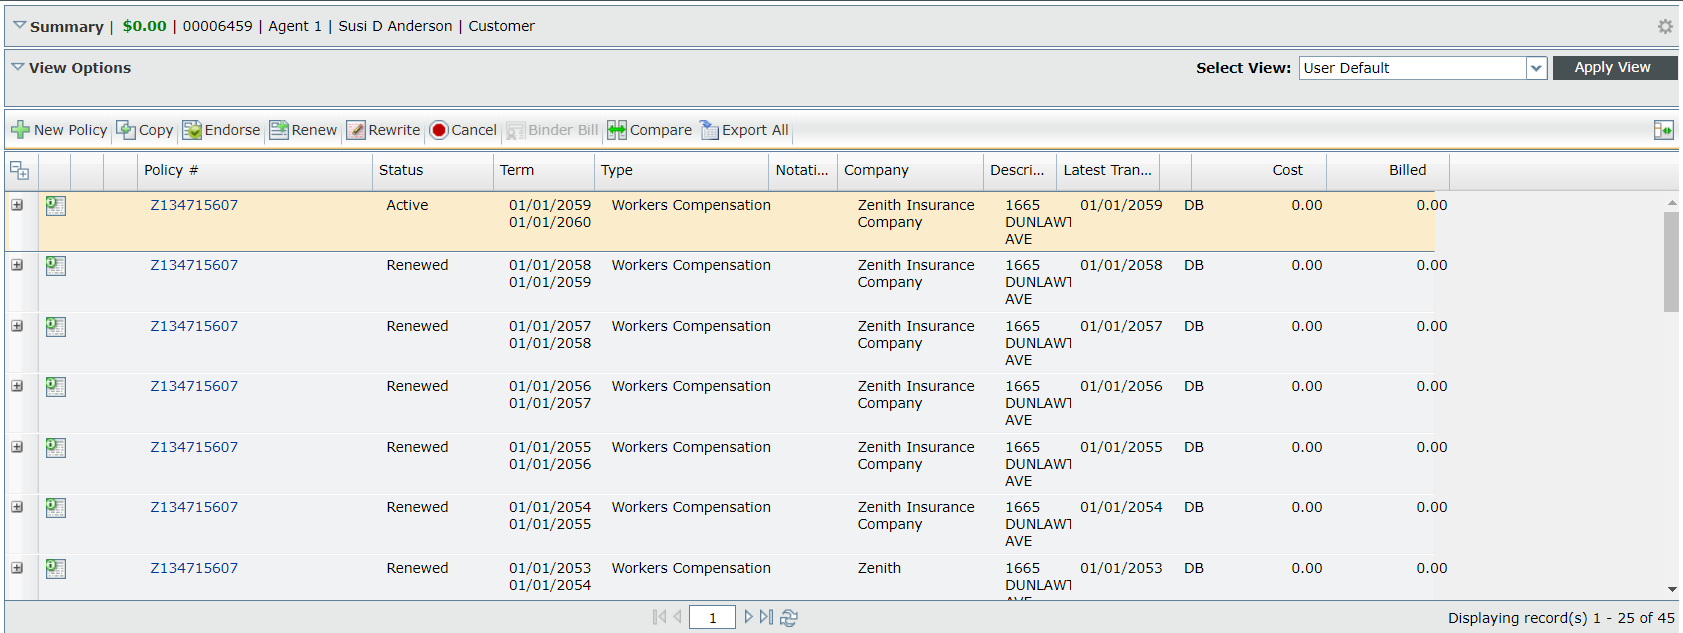 Summary | $0.00 | 00006459 | Agent 1 | Susi D Anderson | Customer
View Options Select View: User Default Apply View
New Policy Copy Endorse Renew Rewrite Cancel Binder Bill Compare Export All
Policy # Status Term Type Notati... Company Descri... Latest Tran... Cost Billed
Z134715607 Active 01/01/2059 Workers Compensation Zenith Insurance 1665 01/01/2059 DB 0.00 0.00
01/01/2060 Company DUNLAWT
AVE
Z134715607 Renewed 01/01/2058 Workers Compensation Zenith Insurance 1665 01/01/2058 DB 0.00 0.00
01/01/2059 Company DUNLAWT
AVE
Z134715607 Renewed 01/01/2057 Workers Compensation Zenith Insurance 1665 01/01/2057 DB 0.00 0.00
01/01/2058 Company DUNLAWT
AVE
Z134715607 Renewed 01/01/2056 Workers Compensation Zenith Insurance 1665 01/01/2056 DB 0.00 0.00
01/01/2057 Company DUNLAWT
AVE
Z134715607 Renewed 01/01/2055 Workers Compensation Zenith Insurance 1665 01/01/2055 DB 0.00 0.00
01/01/2056 Company DUNLAWT
AVE
Z134715607 Renewed 01/01/2054 Workers Compensation Zenith Insurance 1665 01/01/2054 DB 0.00 0.00
01/01/2055 Company DUNLAWT
AVE
Z134715607 Renewed 01/01/2053 Workers Compensation Zenith 1665 01/01/2053 DB 0.00 0.00
01/01/2054 DUNLAWT
1 Displaying record(s) 1 - 25 of 45